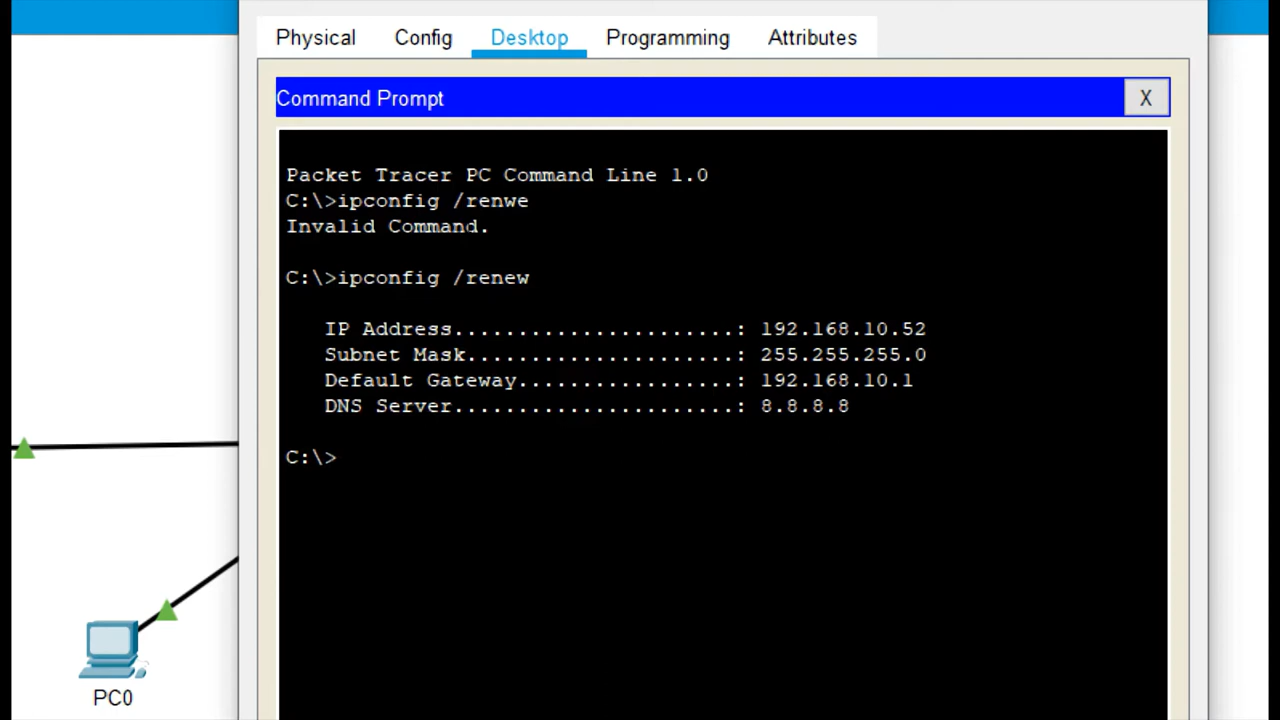 Physical Config Desktop Programming Attributes
Command Prompt X
Packet Tracer PC Command Line 1.0
C:\>ipconfig /renwe
Invalid Command.
C:\>ipconfig /renew
IP Address......................: 192.168.10.52
Subnet Mask.....................: 255.255.255.0
Default Gateway.................: 192.168.10.1
DNS Server......................: 8.8.8.8
C:\>
PC0